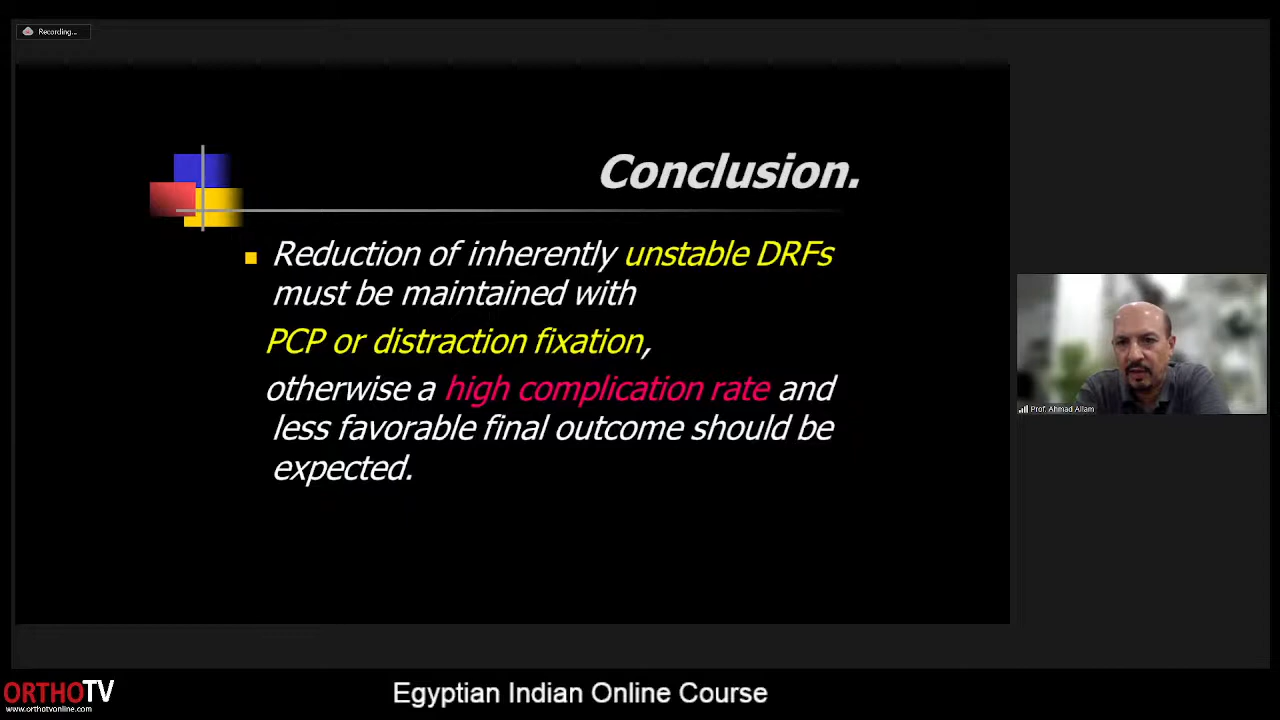 Recording...
Conclusion.
Reduction of inherently unstable DRFs
must be maintained with
PCP or distraction fixation,
otherwise a high complication rate and
less favorable final outcome should be
expected.
Prof. Ahmad Allam
ORTHOTV
www.orthotvonline.com
Egyptian Indian Online Course